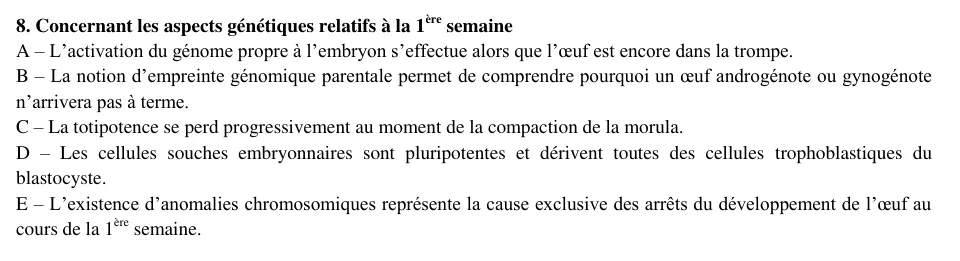 8. Concernant les aspects génétiques relatifs à la 1ère semaine
A – L’activation du génome propre à l’embryon s’effectue alors que l’œuf est encore dans la trompe.
B – La notion d’empreinte génomique parentale permet de comprendre pourquoi un œuf androgénote ou gynogénote
n’arrivera pas à terme.
C – La totipotence se perd progressivement au moment de la compaction de la morula.
D – Les cellules souches embryonnaires sont pluripotentes et dérivent toutes des cellules trophoblastiques du
blastocyste.
E – L’existence d’anomalies chromosomiques représente la cause exclusive des arrêts du développement de l’œuf au
cours de la 1ère semaine.